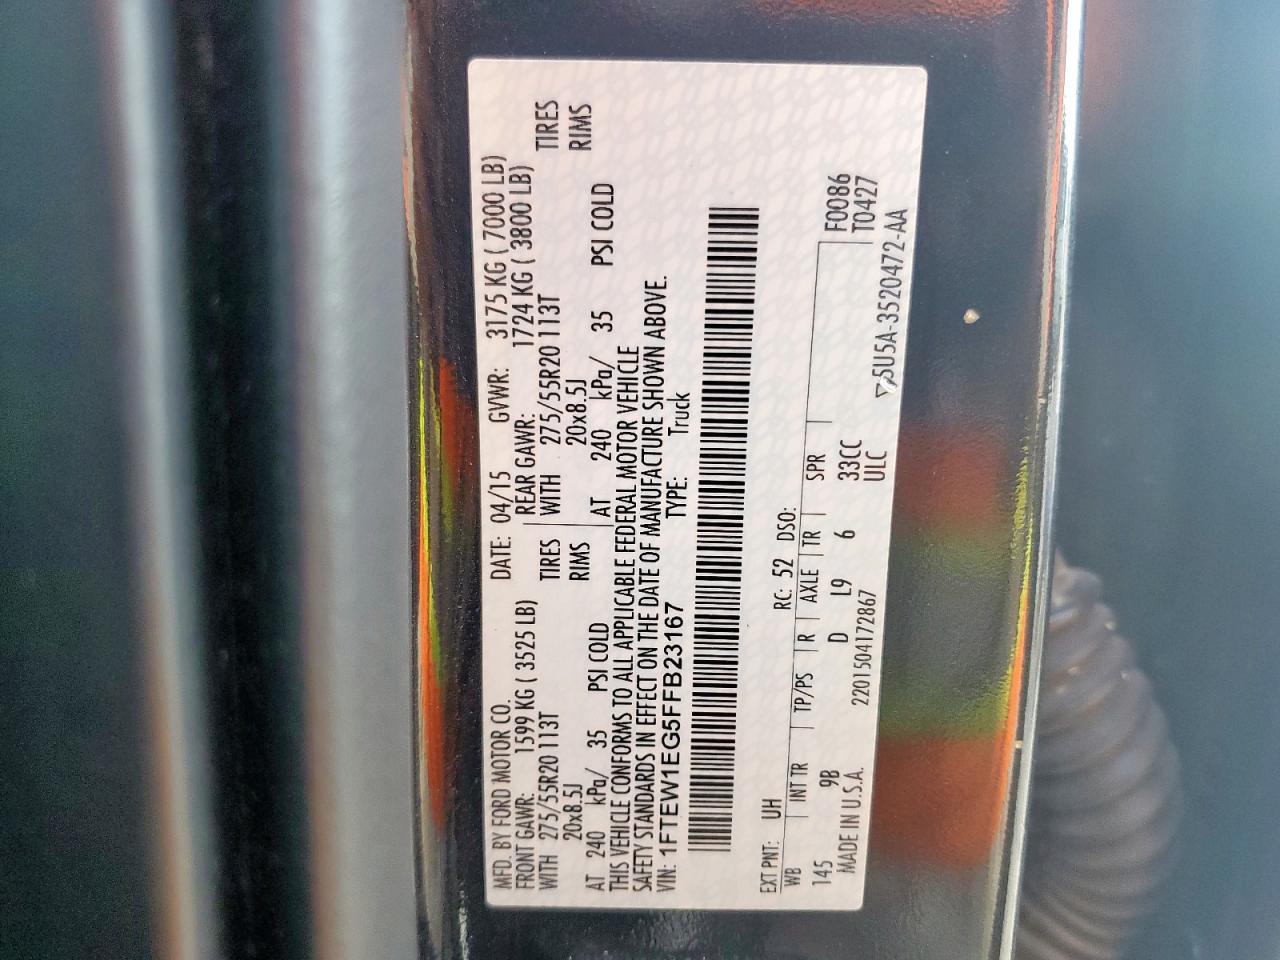 MFD. BY FORD MOTOR CO.
DATE: 04/15 GVWR: 3175 KG ( 7000 LB)
FRONT GAWR: 1599 KG ( 3525 LB) REAR GAWR: 1724 KG ( 3800 LB)
WITH 275/55R20 113T TIRES WITH 275/55R20 113T TIRES
20x8.5J RIMS 20x8.5J RIMS
AT 240 kPa/ 35 PSI COLD AT 240 kPa/ 35 PSI COLD
THIS VEHICLE CONFORMS TO ALL APPLICABLE FEDERAL MOTOR VEHICLE
SAFETY STANDARDS IN EFFECT ON THE DATE OF MANUFACTURE SHOWN ABOVE.
VIN: 1FTEW1EG5FFB23167 TYPE: Truck
EXT PNT: UH RC: 52 DSO:
WB INT TR TP/PS R AXLE TR SPR F0086
145 9B D L9 6 33CC T0427
MADE IN U.S.A. 2201504172867 ULC 5U5A-3520472-AA